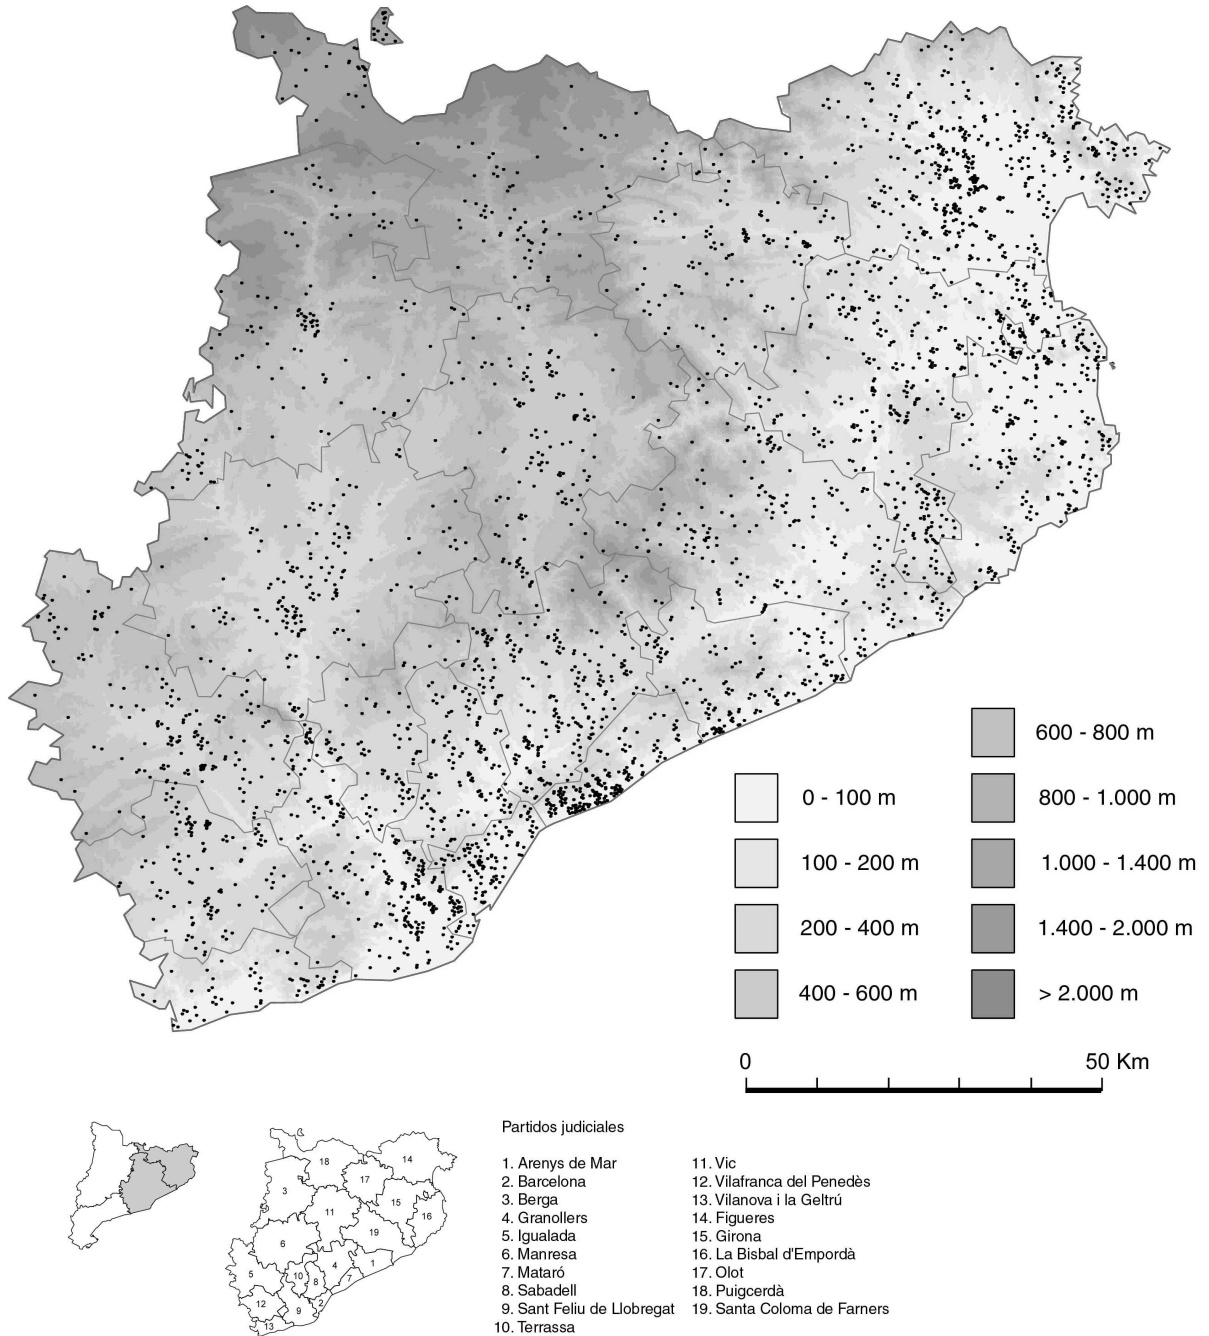 600 - 800 m
0 - 100 m
800 - 1.000 m
100 - 200 m
1.000 - 1.400 m
200 - 400 m
1.400 - 2.000 m
400 - 600 m
> 2.000 m
0
50 Km
Partidos judiciales
1. Arenys de Mar
2. Barcelona
3. Berga
4. Granollers
5. Igualada
6. Manresa
7. Mataró
8. Sabadell
9. Sant Feliu de Llobregat
10. Terrassa
11. Vic
12. Vilafranca del Penedès
13. Vilanova i la Geltrú
14. Figueres
15. Girona
16. La Bisbal d'Empordà
17. Olot
18. Puigcerdà
19. Santa Coloma de Farners
14
18
17
3
15
11
16
19
6
4
1
5
10
8
7
12
2
9
13